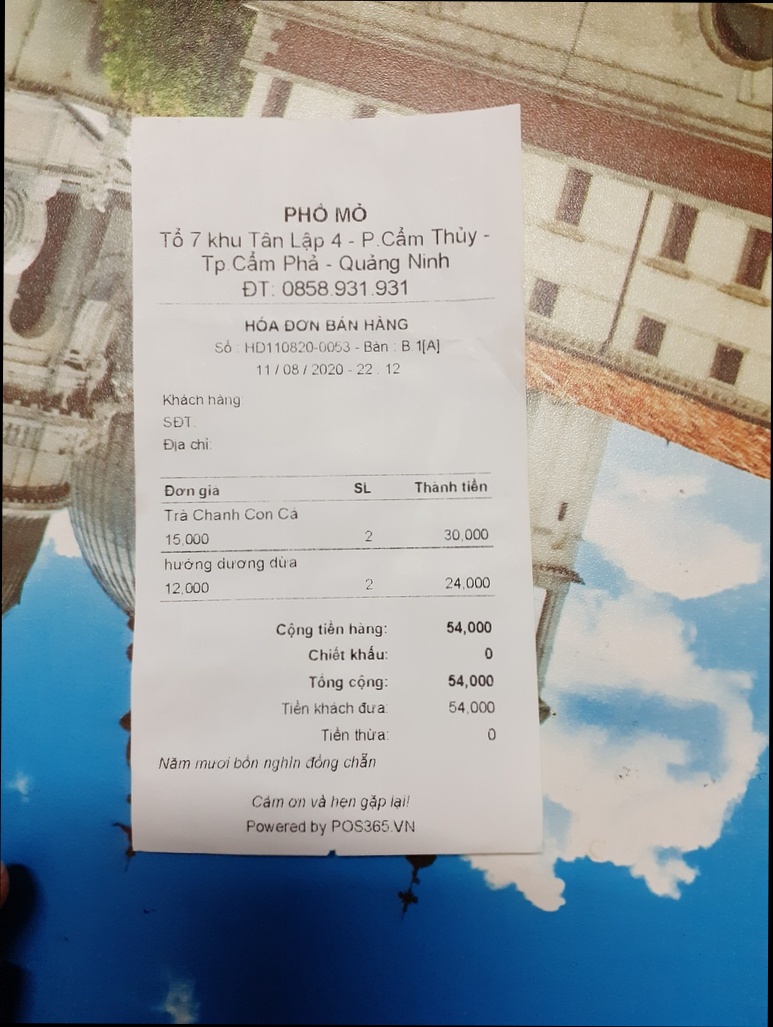 PHỐ MỎ
Tổ 7 khu Tân Lập 4 - P.Cẩm Thủy -
Tp.Cẩm Phả - Quảng Ninh
ĐT: 0858.931.931
HÓA ĐƠN BÁN HÀNG
Số : HD110820-0053 - Bàn : B 1[A]
11 / 08 / 2020 - 22 : 12
Khách hàng:
SĐT:
Địa chỉ:
Đơn giá SL Thành tiền
Trà Chanh Con Cá
15,000 2 30,000
hướng dương dừa
12,000 2 24,000
Cộng tiền hàng: 54,000
Chiết khấu: 0
Tổng cộng: 54,000
Tiền khách đưa: 54,000
Tiền thừa: 0
Năm mươi bốn nghìn đồng chẵn
Cảm ơn và hẹn gặp lại!
Powered by POS365.VN